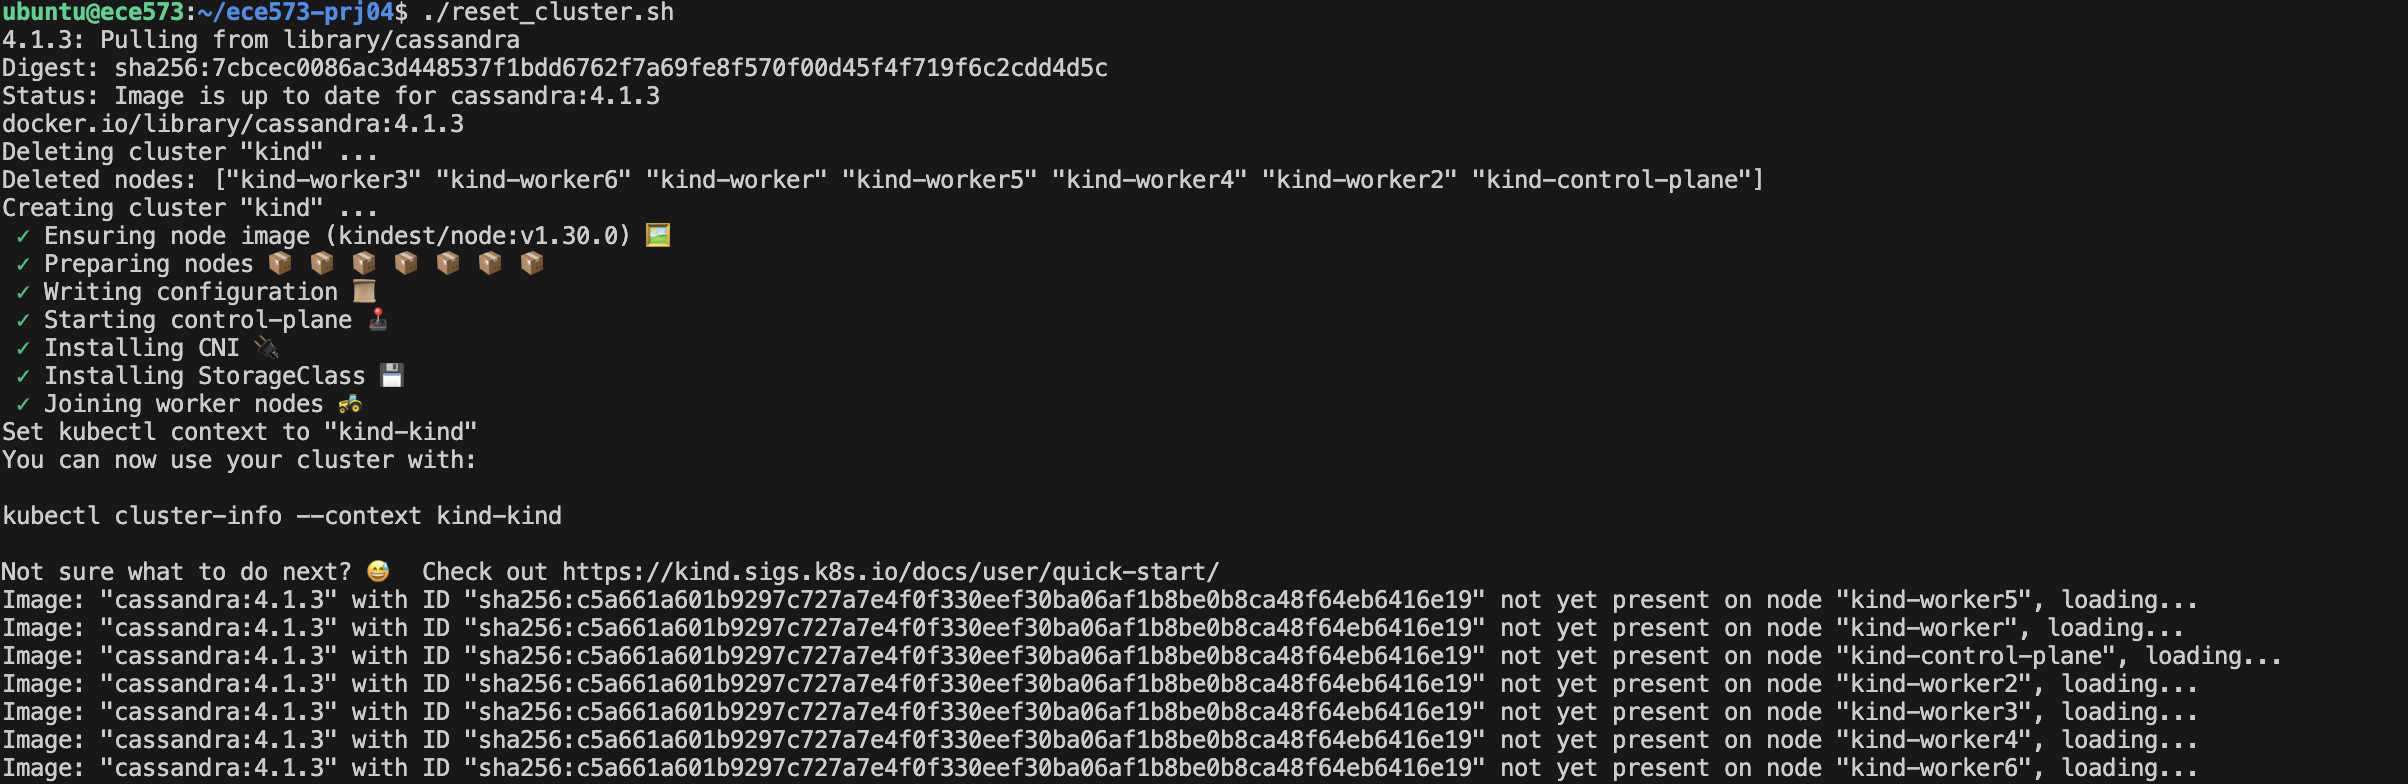 ubuntu@ece573:~/ece573-prj04$ ./reset_cluster.sh
4.1.3: Pulling from library/cassandra
Digest: sha256:7cbcec0086ac3d448537f1bdd6762f7a69fe8f570f00d45f4f719f6c2cdd4d5c
Status: Image is up to date for cassandra:4.1.3
docker.io/library/cassandra:4.1.3
Deleting cluster "kind" ...
Deleted nodes: ["kind-worker3" "kind-worker6" "kind-worker" "kind-worker5" "kind-worker4" "kind-worker2" "kind-control-plane"]
Creating cluster "kind" ...
✓ Ensuring node image (kindest/node:v1.30.0) 🖼
✓ Preparing nodes 📦 📦 📦 📦 📦 📦 📦
✓ Writing configuration 📜
✓ Starting control-plane 🕹
✓ Installing CNI 🔌
✓ Installing StorageClass 💾
✓ Joining worker nodes 🚜
Set kubectl context to "kind-kind"
You can now use your cluster with:
kubectl cluster-info --context kind-kind
Not sure what to do next? 😅 Check out https://kind.sigs.k8s.io/docs/user/quick-start/
Image: "cassandra:4.1.3" with ID "sha256:c5a661a601b9297c727a7e4f0f330eef30ba06af1b8be0b8ca48f64eb6416e19" not yet present on node "kind-worker5", loading...
Image: "cassandra:4.1.3" with ID "sha256:c5a661a601b9297c727a7e4f0f330eef30ba06af1b8be0b8ca48f64eb6416e19" not yet present on node "kind-worker", loading...
Image: "cassandra:4.1.3" with ID "sha256:c5a661a601b9297c727a7e4f0f330eef30ba06af1b8be0b8ca48f64eb6416e19" not yet present on node "kind-control-plane", loading...
Image: "cassandra:4.1.3" with ID "sha256:c5a661a601b9297c727a7e4f0f330eef30ba06af1b8be0b8ca48f64eb6416e19" not yet present on node "kind-worker2", loading...
Image: "cassandra:4.1.3" with ID "sha256:c5a661a601b9297c727a7e4f0f330eef30ba06af1b8be0b8ca48f64eb6416e19" not yet present on node "kind-worker3", loading...
Image: "cassandra:4.1.3" with ID "sha256:c5a661a601b9297c727a7e4f0f330eef30ba06af1b8be0b8ca48f64eb6416e19" not yet present on node "kind-worker4", loading...
Image: "cassandra:4.1.3" with ID "sha256:c5a661a601b9297c727a7e4f0f330eef30ba06af1b8be0b8ca48f64eb6416e19" not yet present on node "kind-worker6", loading...